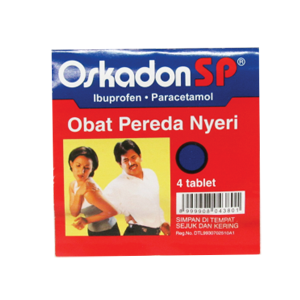 Oskadon SP®
Ibuprofen • Paracetamol
Obat Pereda Nyeri
4 tablet
SIMPAN DI TEMPAT
SEJUK DAN KERING